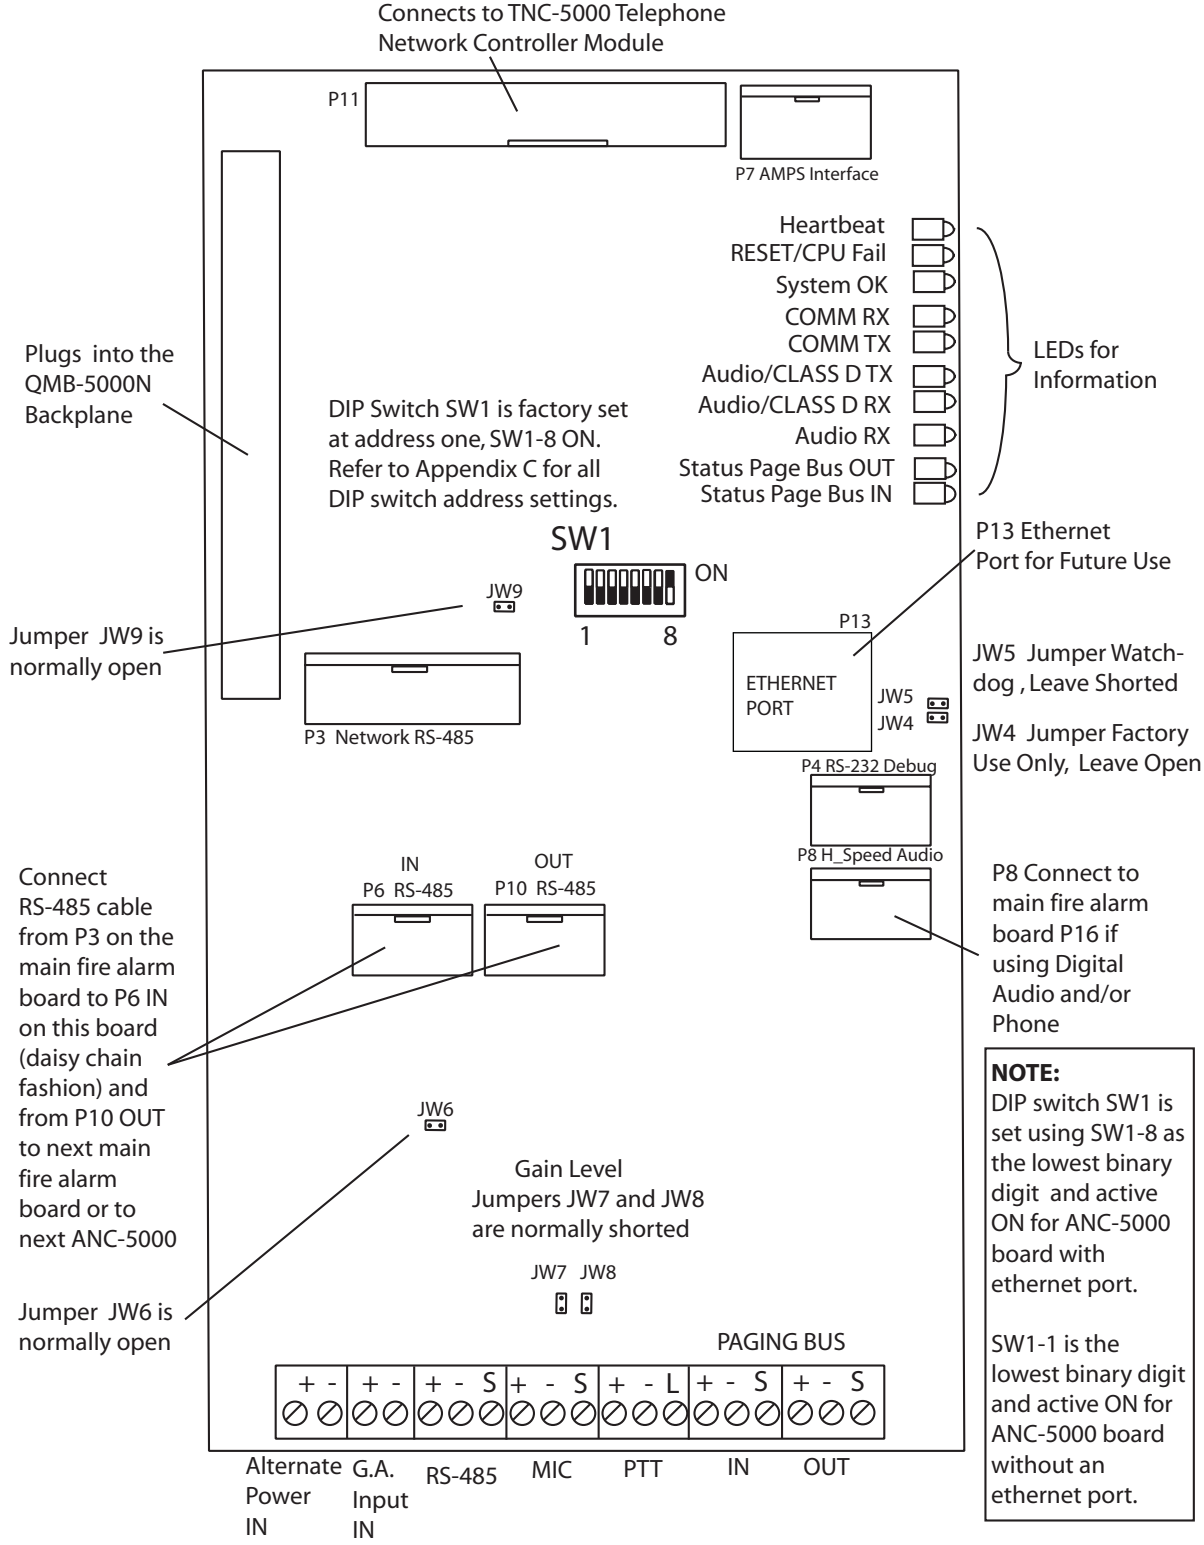 Connects to TNC-5000 Telephone
Network Controller Module
P11
P7 AMPS Interface
Heartbeat
RESET/CPU Fail
System OK
COMM RX
COMM TX
Audio/CLASS D TX
Audio/CLASS D RX
Audio RX
Status Page Bus OUT
Status Page Bus IN
LEDs for
Information
Plugs into the
QMB-5000N
Backplane
DIP Switch SW1 is factory set
at address one, SW1-8 ON.
Refer to Appendix C for all
DIP switch address settings.
SW1
ON
1 8
P13 Ethernet
Port for Future Use
JW9
Jumper JW9 is
normally open
P13
ETHERNET
PORT
JW5
JW4
JW5 Jumper Watch-
dog , Leave Shorted
JW4 Jumper Factory
Use Only, Leave Open
P3 Network RS-485
P4 RS-232 Debug
P8 H_Speed Audio
IN
P6 RS-485
OUT
P10 RS-485
Connect
RS-485 cable
from P3 on the
main fire alarm
board to P6 IN
on this board
(daisy chain
fashion) and
from P10 OUT
to next main
fire alarm
board or to
next ANC-5000
P8 Connect to
main fire alarm
board P16 if
using Digital
Audio and/or
Phone
NOTE:
DIP switch SW1 is
set using SW1-8 as
the lowest binary
digit and active
ON for ANC-5000
board with
ethernet port.
SW1-1 is the
lowest binary digit
and active ON for
ANC-5000 board
without an
ethernet port.
JW6
Jumper JW6 is
normally open
Gain Level
Jumpers JW7 and JW8
are normally shorted
JW7 JW8
PAGING BUS
+ - + - + - S + - S + - L + - S + - S
Alternate
Power
IN
G.A.
Input
IN
RS-485
MIC
PTT
IN
OUT